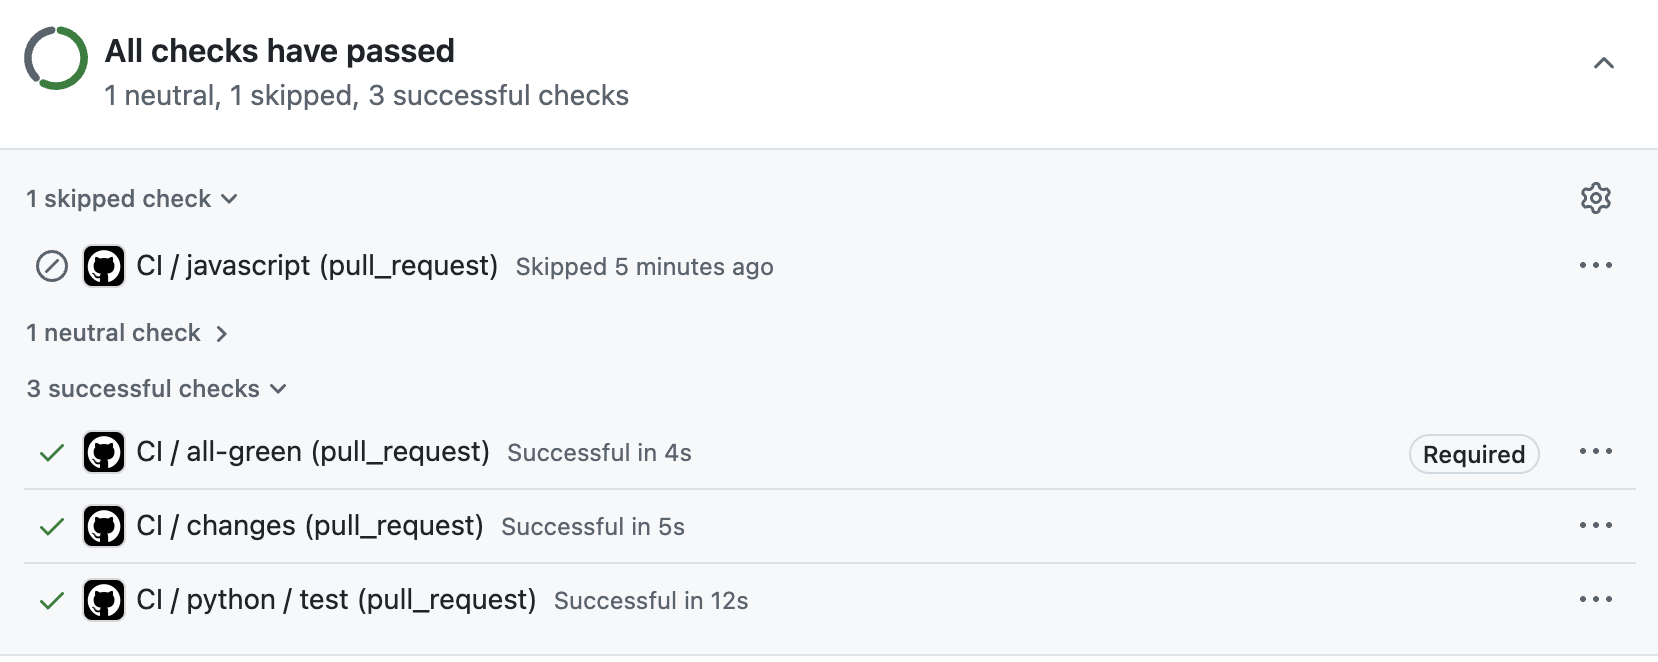 All checks have passed
1 neutral, 1 skipped, 3 successful checks
1 skipped check
CI / javascript (pull_request) Skipped 5 minutes ago
1 neutral check
3 successful checks
CI / all-green (pull_request) Successful in 4s Required
CI / changes (pull_request) Successful in 5s
CI / python / test (pull_request) Successful in 12s